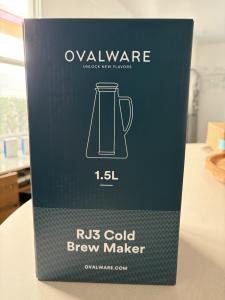 OVALWARE
UNLOCK NEW FLAVORS
1.5L
RJ3 Cold
Brew Maker
OVALWARE.COM